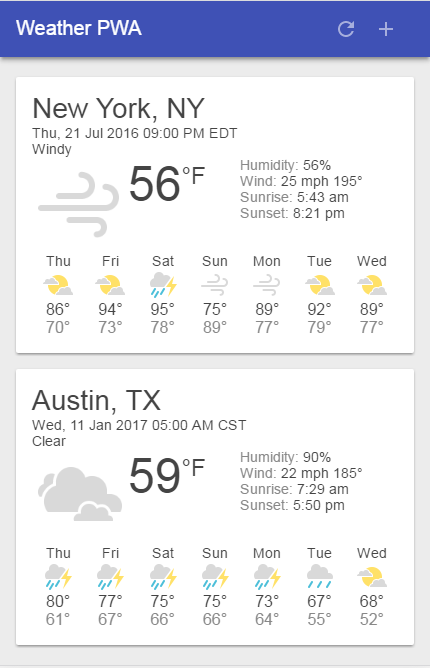 Weather PWA
New York, NY
Thu, 21 Jul 2016 09:00 PM EDT
Windy
56°F
Humidity: 56%
Wind: 25 mph 195°
Sunrise: 5:43 am
Sunset: 8:21 pm
Thu Fri Sat Sun Mon Tue Wed
86° 94° 95° 75° 89° 92° 89°
70° 73° 78° 89° 77° 79° 77°
Austin, TX
Wed, 11 Jan 2017 05:00 AM CST
Clear
59°F
Humidity: 90%
Wind: 22 mph 185°
Sunrise: 7:29 am
Sunset: 5:50 pm
Thu Fri Sat Sun Mon Tue Wed
80° 77° 75° 75° 73° 67° 68°
61° 67° 66° 66° 64° 55° 52°